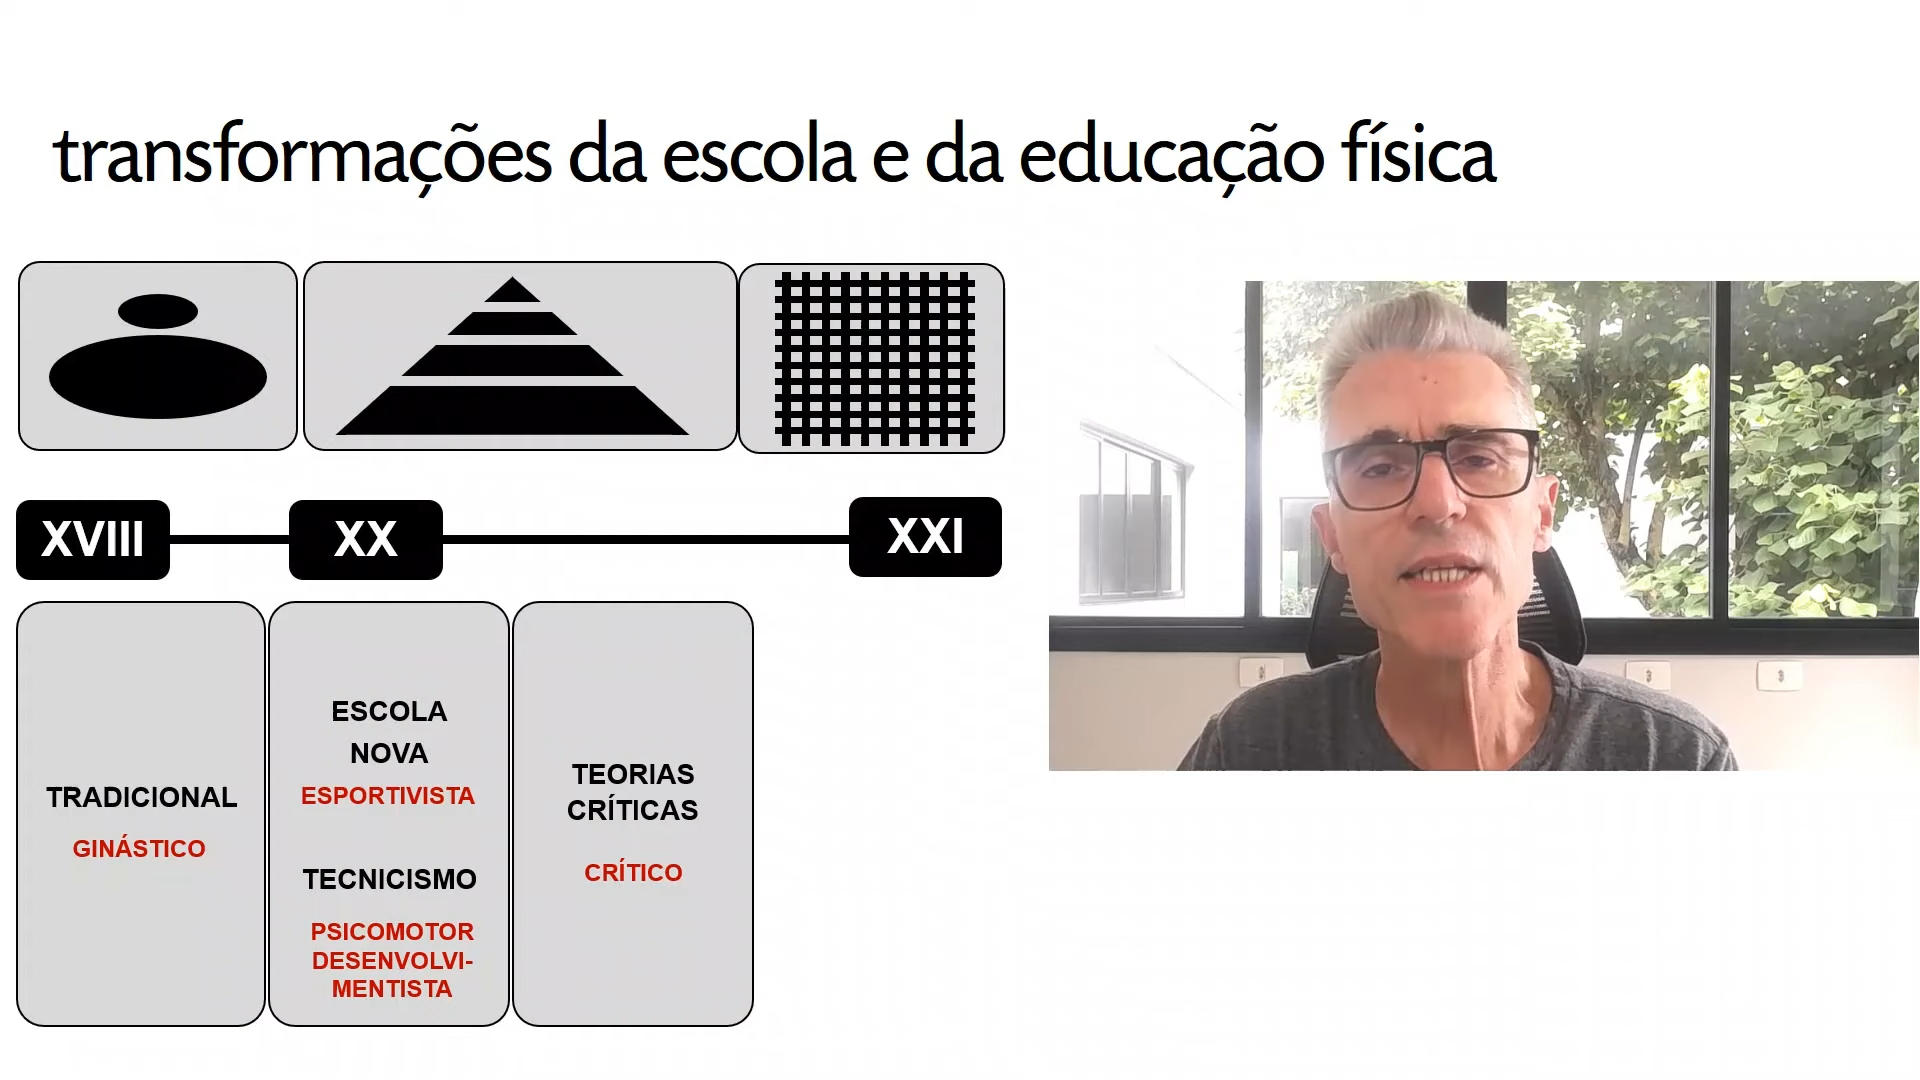 transformações da escola e da educação física
XVIII
XX
XXI
TRADICIONAL
GINÁSTICO
ESCOLA
NOVA
ESPORTIVISTA
TECNICISMO
PSICOMOTOR
DESENVOLVI-
MENTISTA
TEORIAS
CRÍTICAS
CRÍTICO